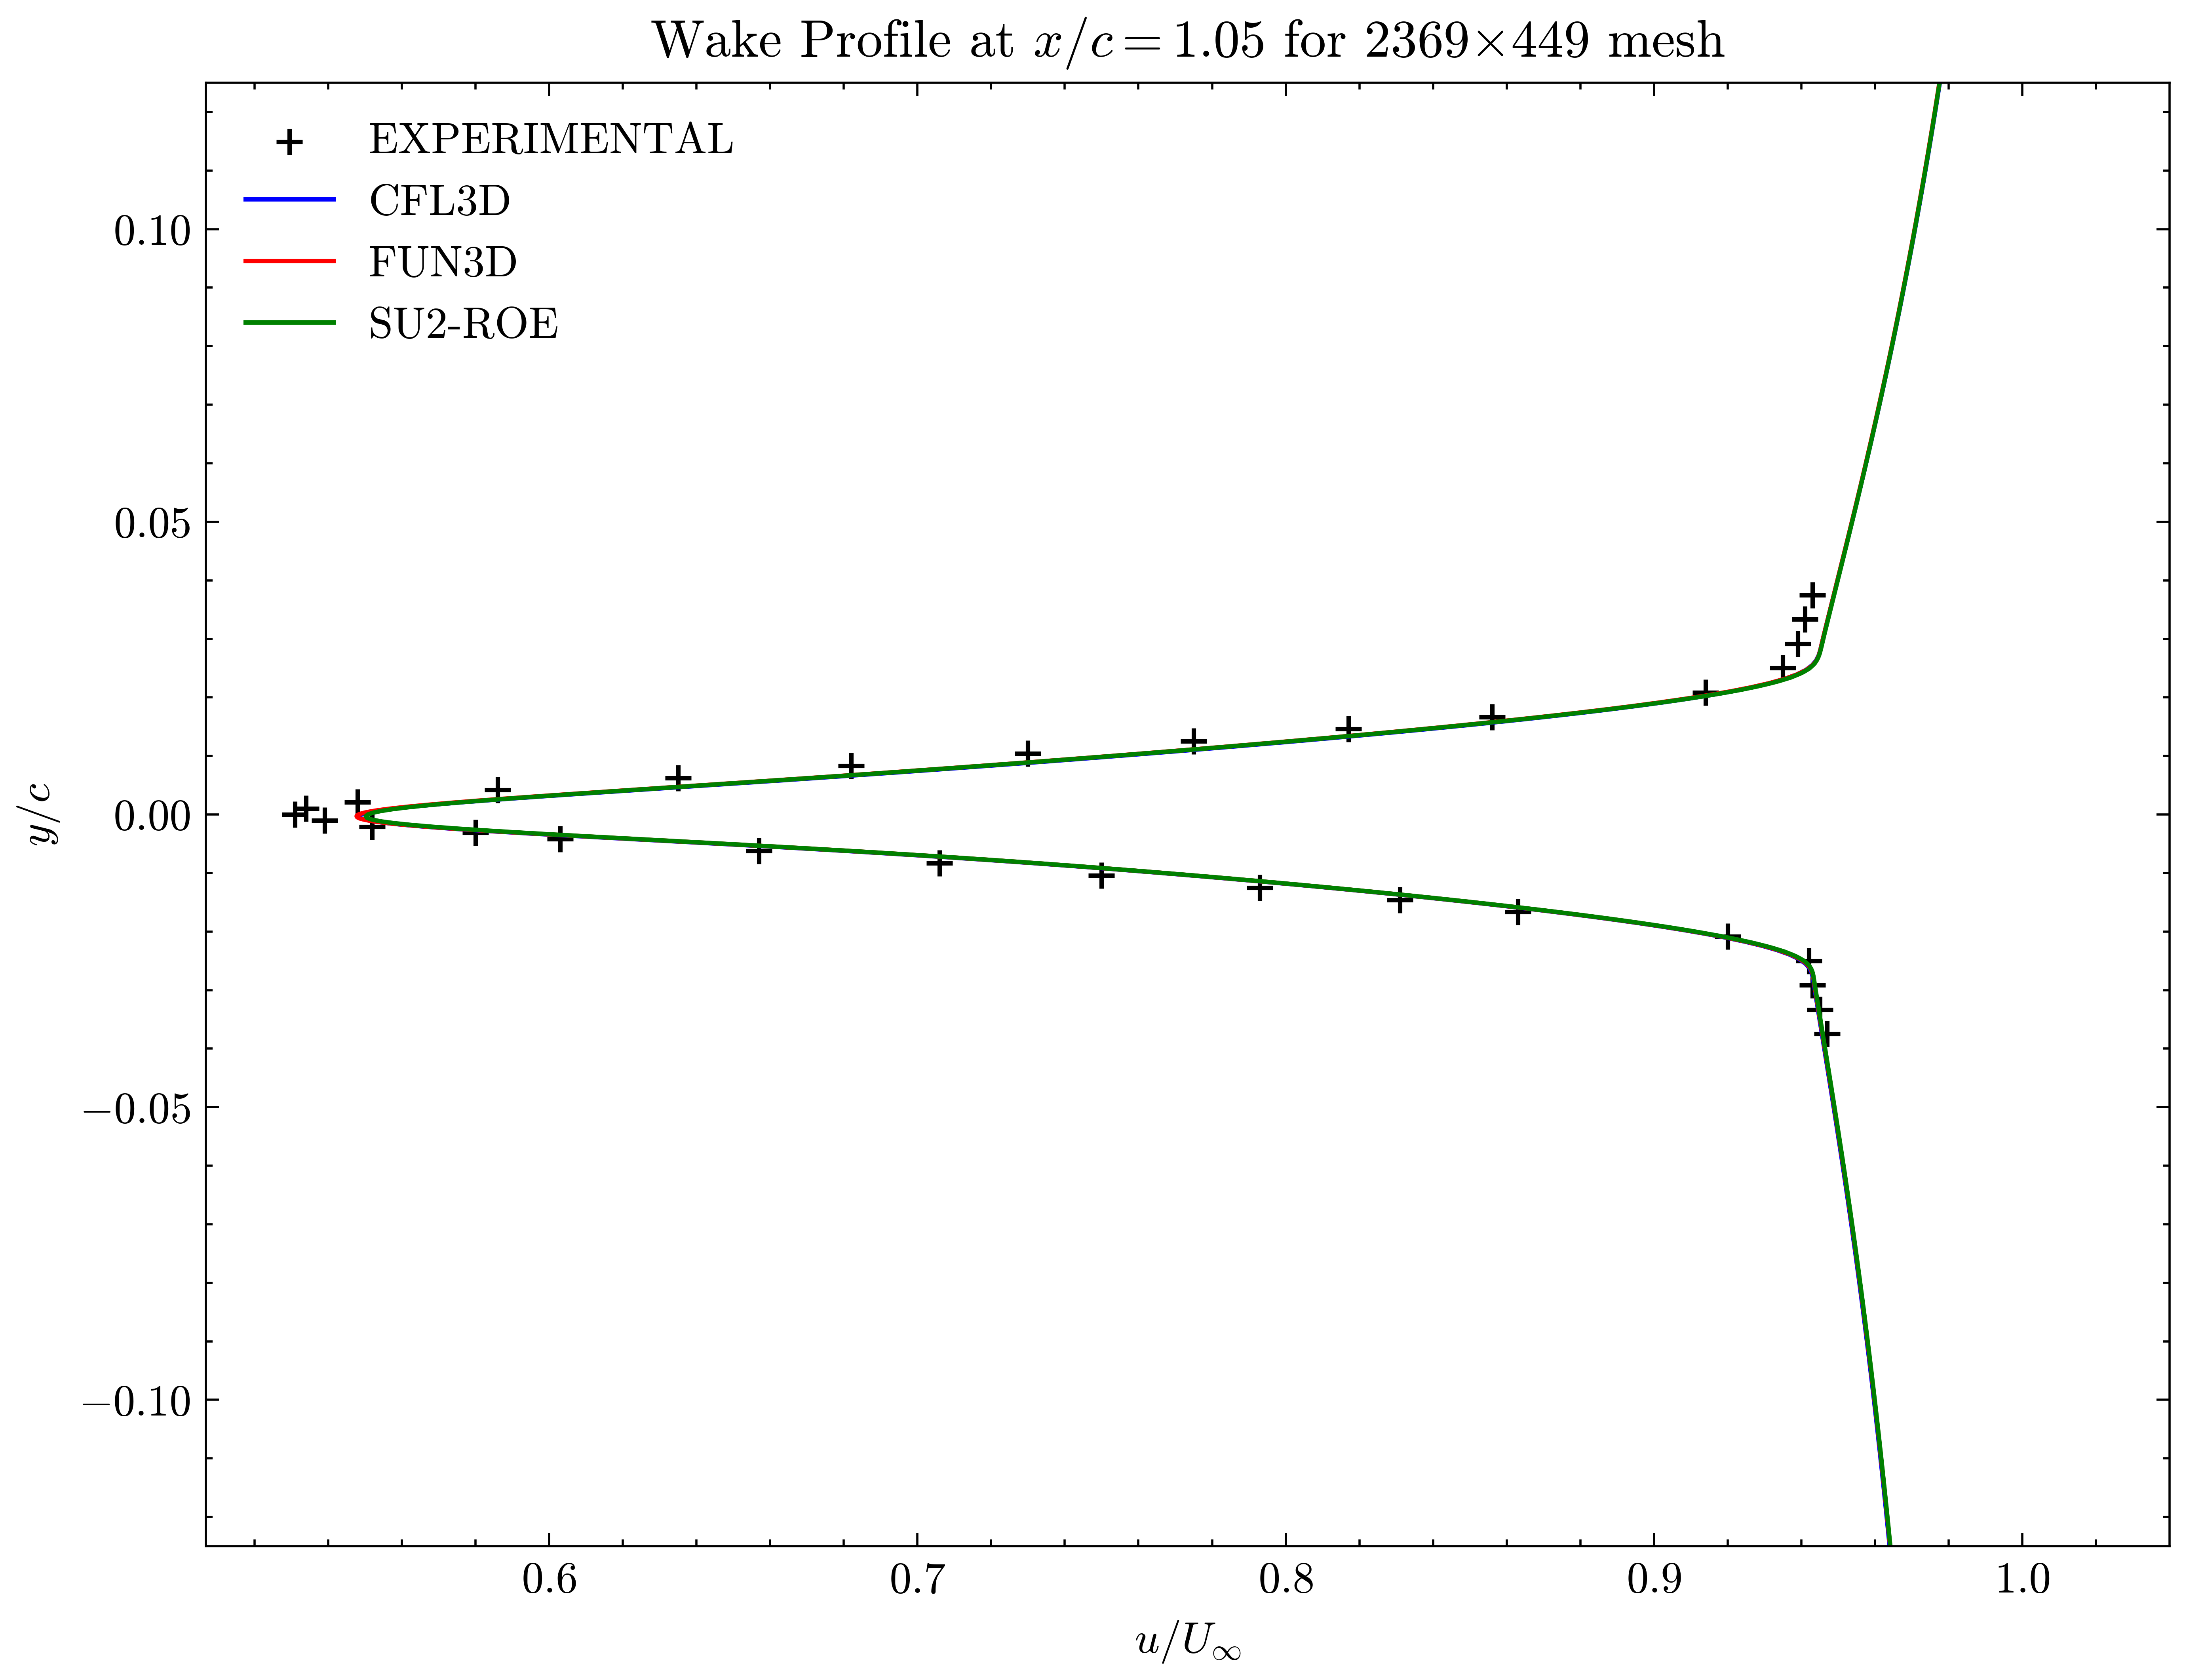 Wake Profile at x/c = 1.05 for 2369×449 mesh
EXPERIMENTAL
CFL3D
FUN3D
SU2-ROE
0.10
0.05
0.00
−0.05
−0.10
y/c
0.6 0.7 0.8 0.9 1.0
u/U∞